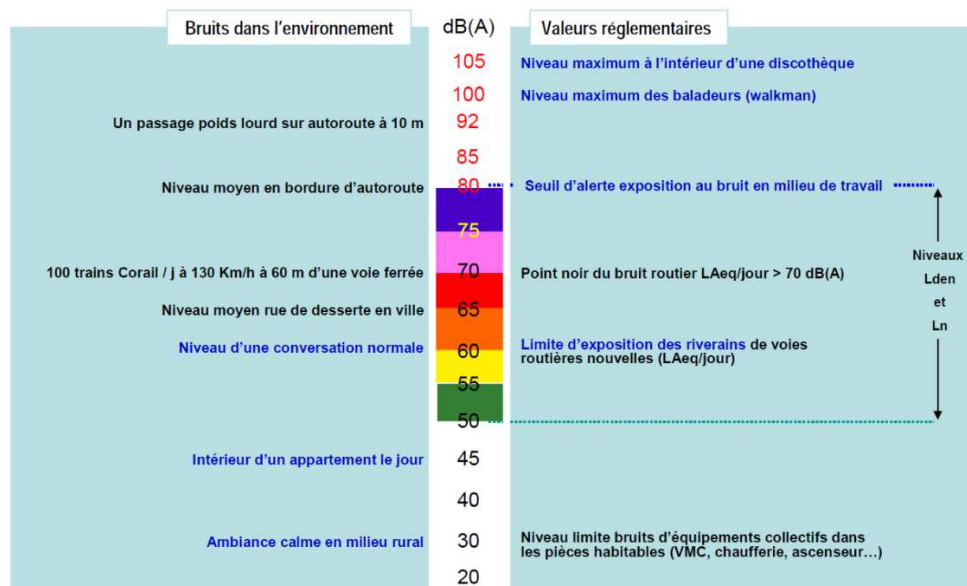 Bruits dans l'environnement
dB(A)
Valeurs réglementaires
105
Niveau maximum à l'intérieur d'une discothèque
100
Niveau maximum des baladeurs (walkman)
Un passage poids lourd sur autoroute à 10 m
92
85
Niveau moyen en bordure d'autoroute
80
Seuil d'alerte exposition au bruit en milieu de travail
75
Niveaux
Lden
et
Ln
100 trains Corail / j à 130 Km/h à 60 m d'une voie ferrée
70
Point noir du bruit routier LAeq/jour > 70 dB(A)
Niveau moyen rue de desserte en ville
65
Niveau d'une conversation normale
60
Limite d'exposition des riverains de voies
routières nouvelles (LAeq/jour)
55
50
Intérieur d'un appartement le jour
45
40
Ambiance calme en milieu rural
30
Niveau limite bruits d'équipements collectifs dans
les pièces habitables (VMC, chaufferie, ascenseur…)
20